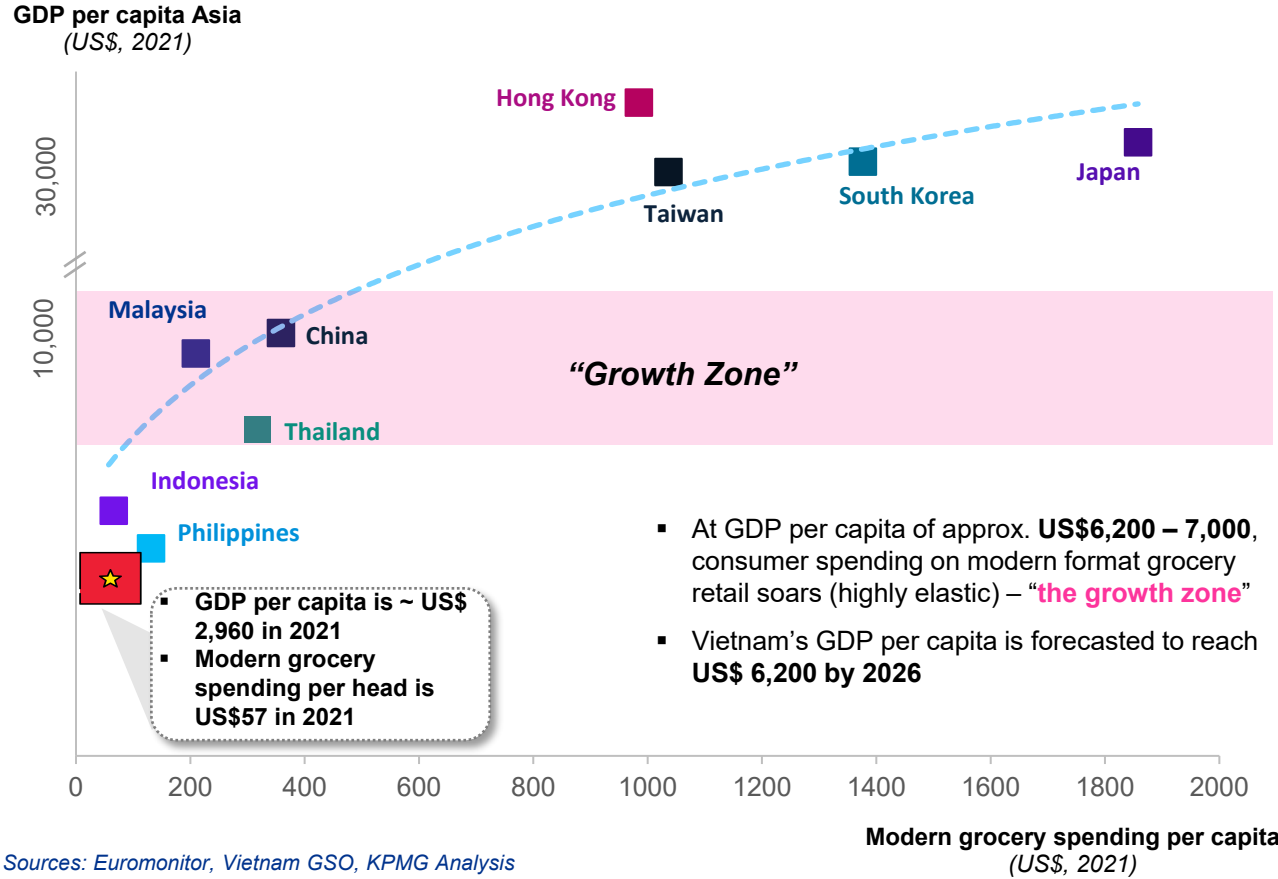 GDP per capita Asia
(US$, 2021)
30,000
10,000
Hong Kong
Taiwan
South Korea
Japan
Malaysia
China
"Growth Zone"
Thailand
Indonesia
Philippines
▪ GDP per capita is ~ US$
2,960 in 2021
▪ Modern grocery
spending per head is
US$57 in 2021
▪ At GDP per capita of approx. US$6,200 – 7,000,
consumer spending on modern format grocery
retail soars (highly elastic) – “the growth zone”
▪ Vietnam’s GDP per capita is forecasted to reach
US$ 6,200 by 2026
0 200 400 600 800 1000 1200 1400 1600 1800 2000
Modern grocery spending per capita
(US$, 2021)
Sources: Euromonitor, Vietnam GSO, KPMG Analysis